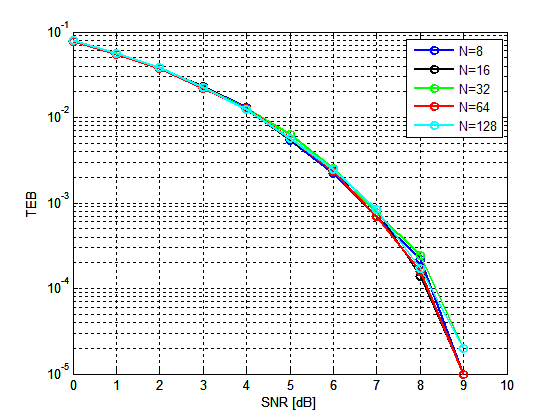 10^-1
10^-2
10^-3
10^-4
10^-5
TEB
N=8
N=16
N=32
N=64
N=128
0 1 2 3 4 5 6 7 8 9 10
SNR [dB]